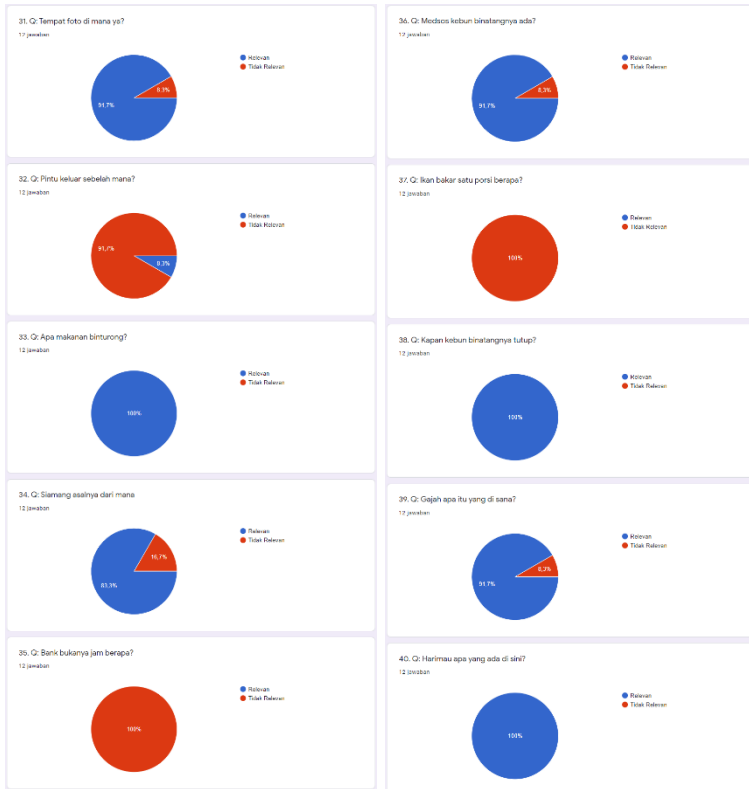 31. Q: Tempat foto di mana ya?
12 jawaban
Relevan
Tidak Relevan
91,7%
8,3%
32. Q: Pintu keluar sebelah mana?
12 jawaban
Relevan
Tidak Relevan
91,7%
8,3%
33. Q: Apa makanan binturong?
12 jawaban
Relevan
Tidak Relevan
100%
34. Q: Siamang asalnya dari mana
12 jawaban
Relevan
Tidak Relevan
16,7%
83,3%
35. Q: Bank bukanya jam berapa?
12 jawaban
Relevan
Tidak Relevan
100%
36. Q: Medsos kebun binatangnya ada?
12 jawaban
Relevan
Tidak Relevan
91,7%
8,3%
37. Q: Ikan bakar satu porsi berapa?
12 jawaban
Relevan
Tidak Relevan
100%
38. Q: Kapan kebun binatangnya tutup?
12 jawaban
Relevan
Tidak Relevan
100%
39. Q: Gajah apa itu yang di sana?
12 jawaban
Relevan
Tidak Relevan
91,7%
8,3%
40. Q: Harimau apa yang ada di sini?
12 jawaban
Relevan
Tidak Relevan
100%